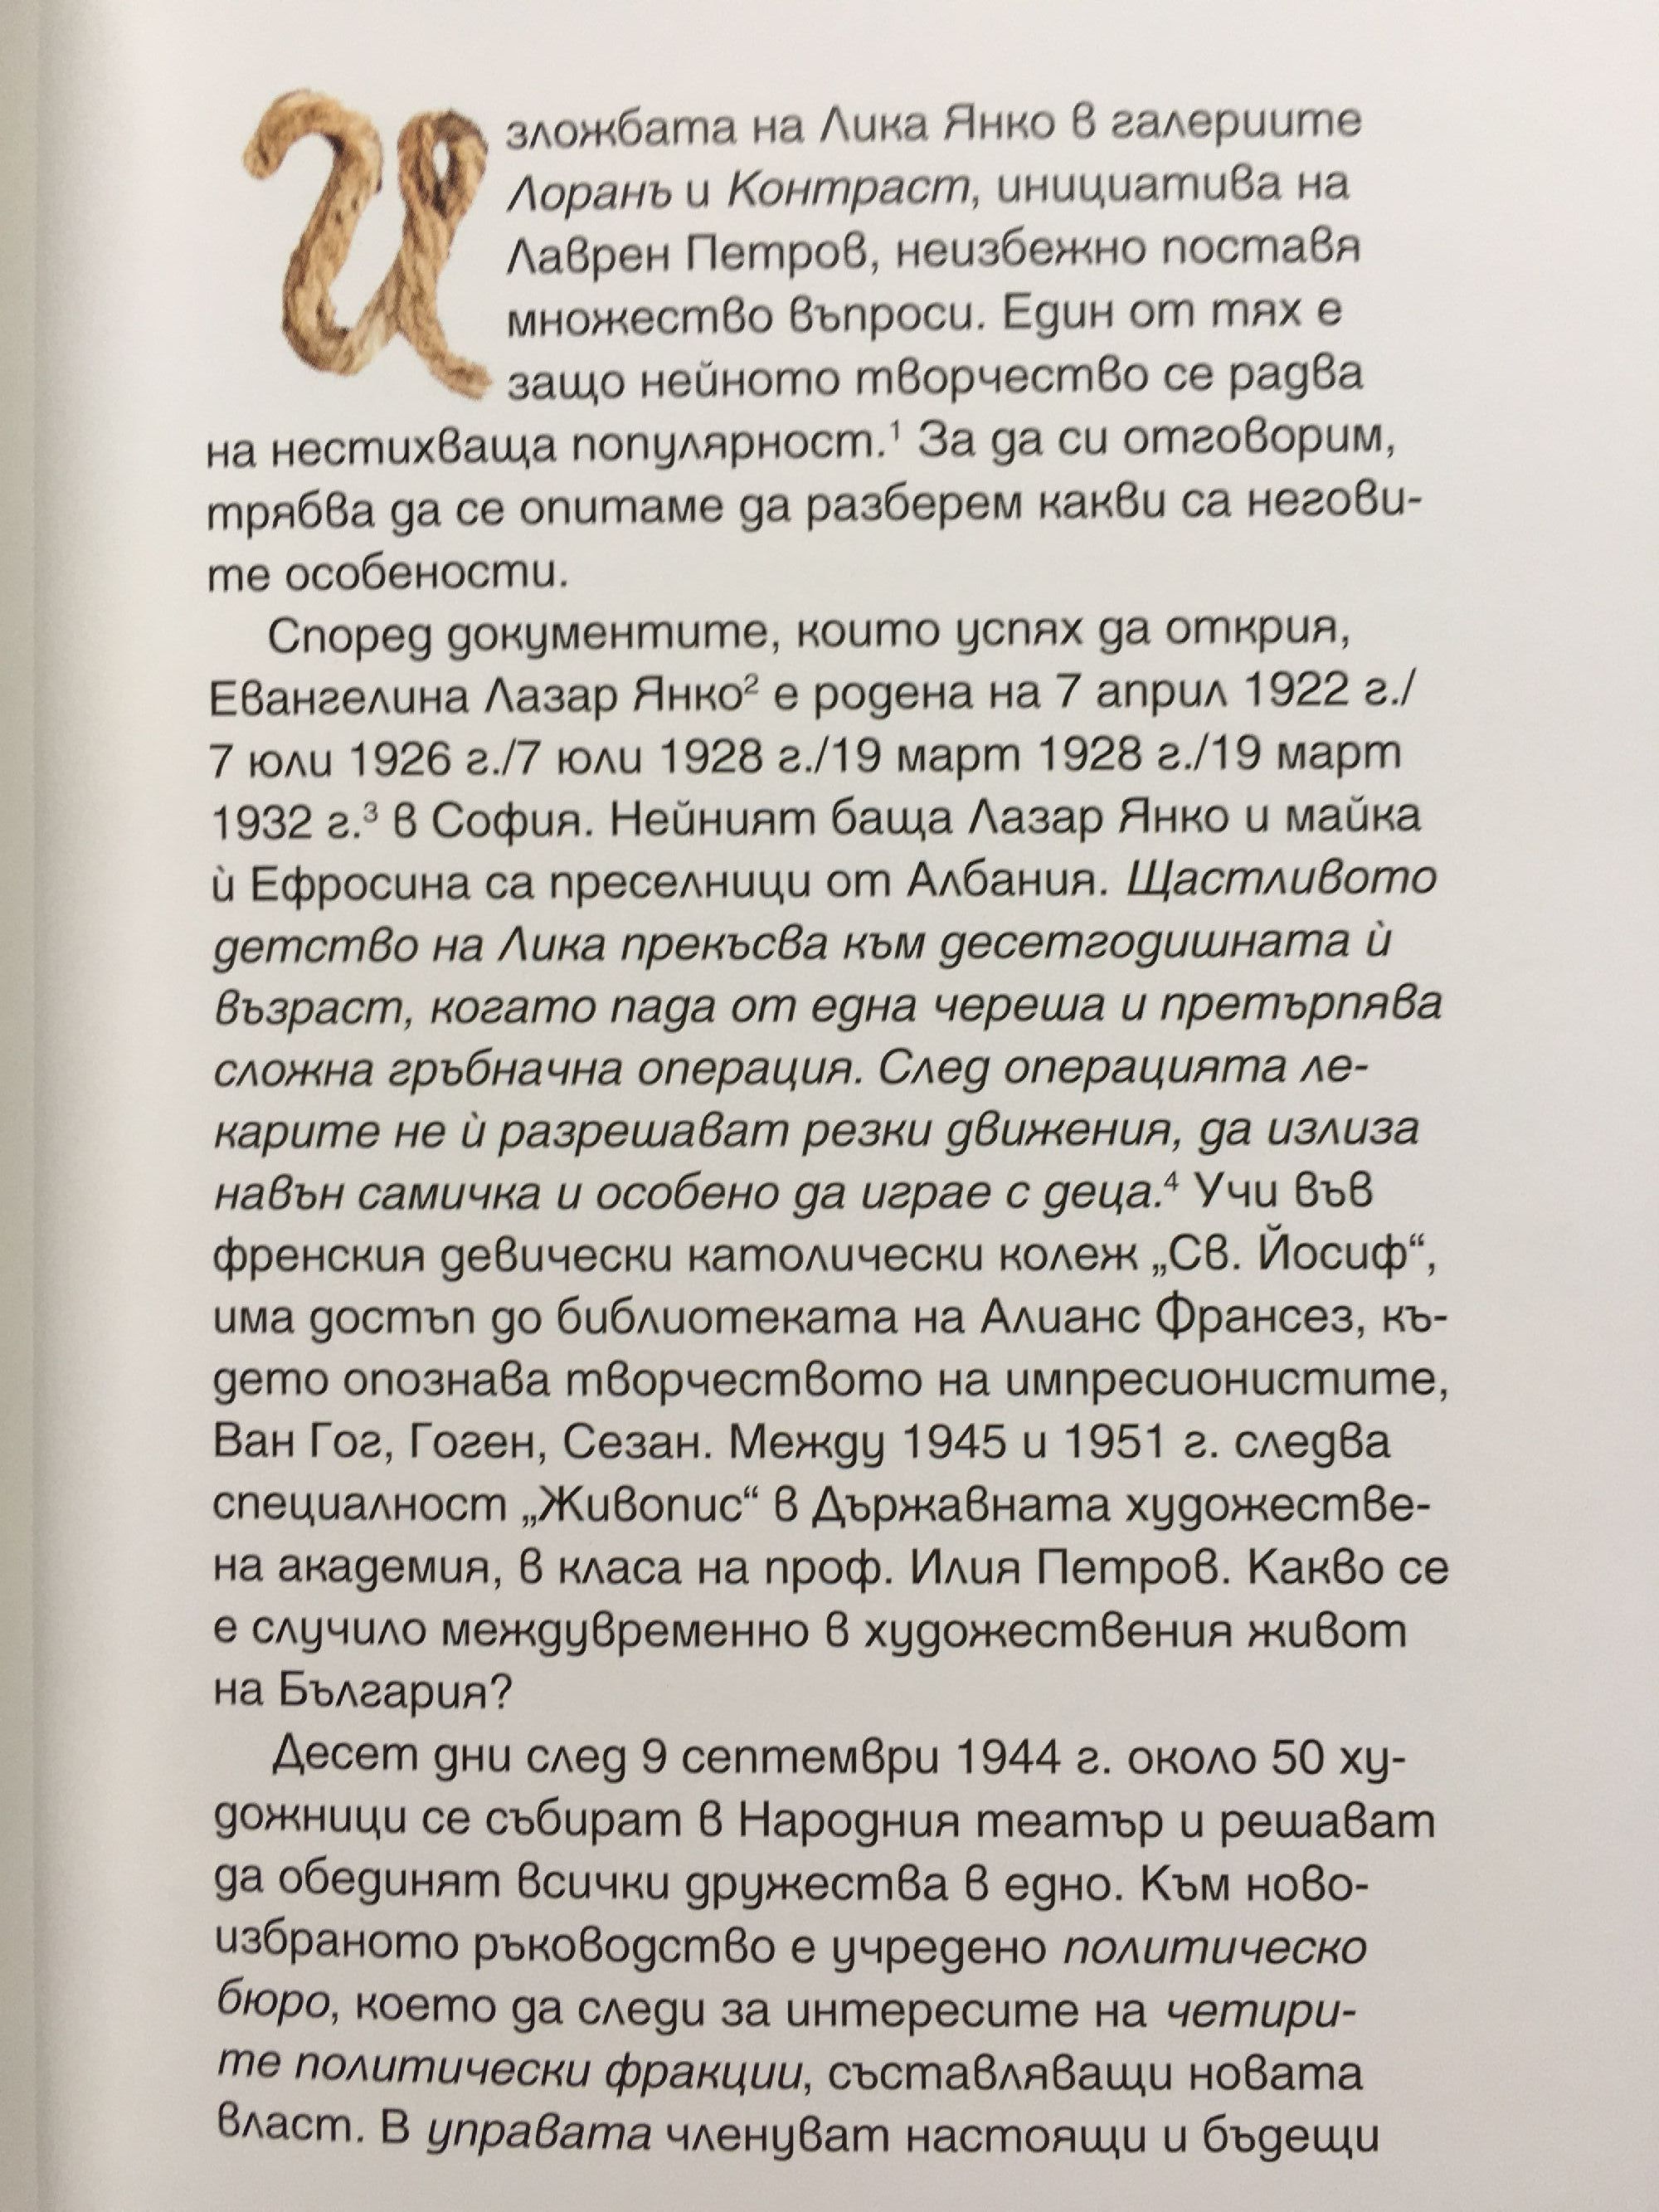 Изложбата на Лика Янко в галериите
Лоранъ и Контраст, инициатива на
Лаврен Петров, неизбежно поставя
множество въпроси. Един от тях е
защо нейното творчество се радва
на нестихваща популярност.¹ За да си отговорим,
трябва да се опитаме да разберем какви са негови-
те особености.
Според документите, които успях да открия,
Евангелина Лазар Янко² е родена на 7 април 1922 г./
7 юли 1926 г./7 юли 1928 г./19 март 1928 г./19 март
1932 г.³ в София. Нейният баща Лазар Янко и майка
ѝ Ефросина са преселници от Албания. Щастливото
детство на Лика прекъсва към десетгодишната ѝ
възраст, когато пада от една череша и претърпява
сложна гръбначна операция. След операцията ле-
карите не ѝ разрешават резки движения, да излиза
навън самичка и особено да играе с деца.⁴ Учи във
френския девически католически колеж „Св. Йосиф“,
има достъп до библиотеката на Алианс Франсез, къ-
дето опознава творчеството на импресионистите,
Ван Гог, Гоген, Сезан. Между 1945 и 1951 г. следва
специалност „Живопис“ в Държавната художестве-
на академия, в класа на проф. Илия Петров. Какво се
е случило междувременно в художествения живот
на България?
Десет дни след 9 септември 1944 г. около 50 ху-
дожници се събират в Народния театър и решават
да обединят всички дружества в едно. Към ново-
избраното ръководство е учредено политическо
бюро, което да следи за интересите на четири-
те политически фракции, съставляващи новата
власт. В управата членуват настоящи и бъдещи